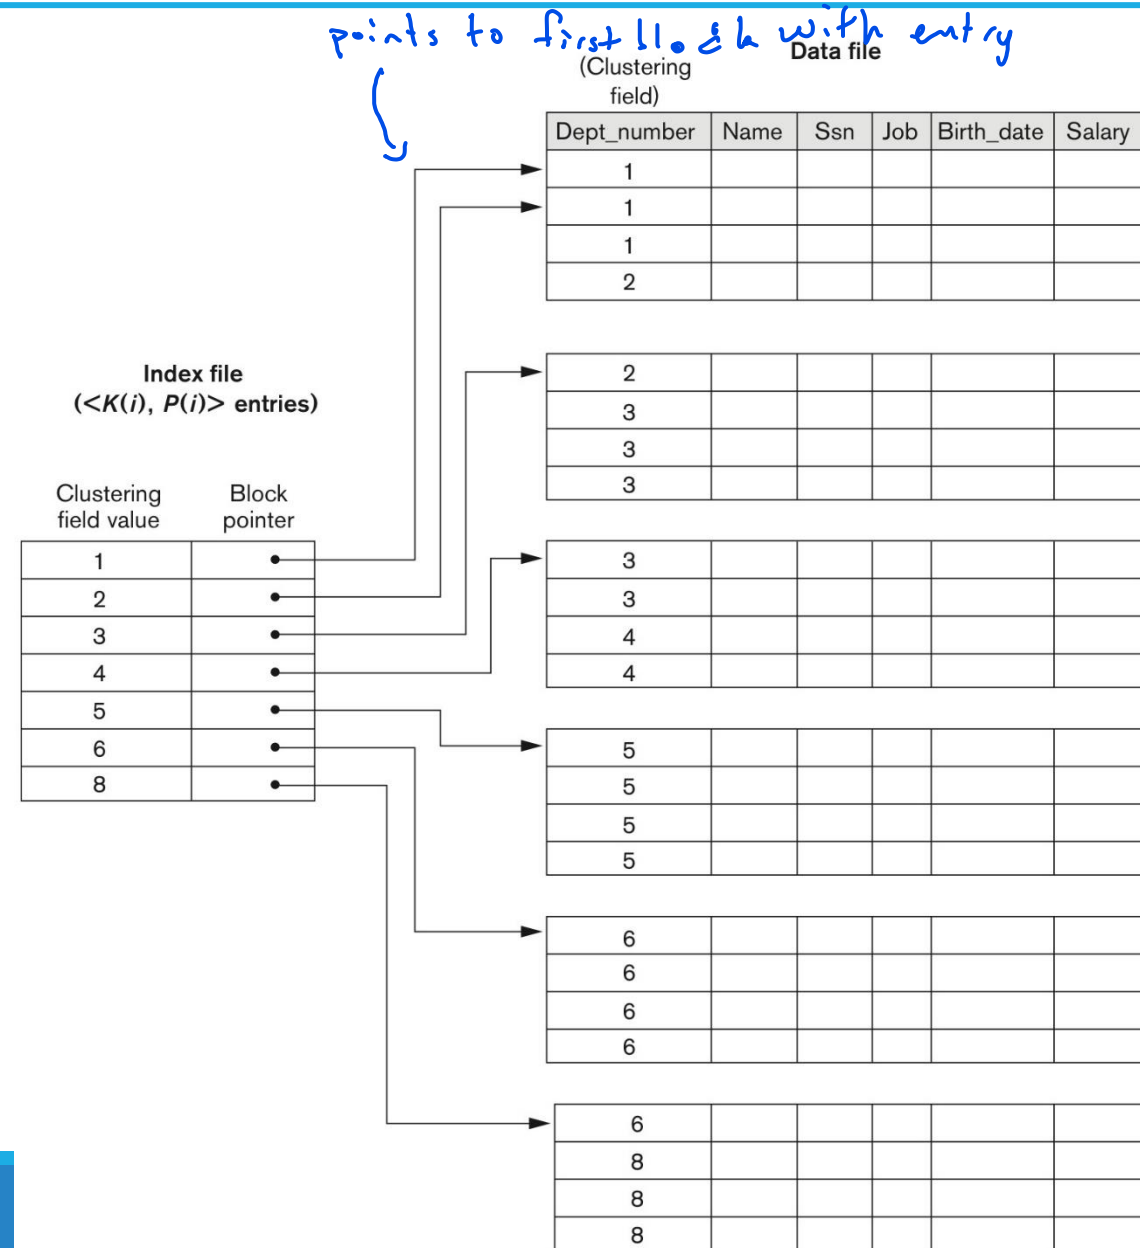 points to first block with entry
Data file
(Clustering
field)
Dept_number Name Ssn Job Birth_date Salary
1
1
1
2
2
3
3
3
Index file
(<K(i), P(i)> entries)
Clustering
field value
Block
pointer
1
2
3
4
5
6
8
3
3
4
4
5
5
5
5
6
6
6
6
6
8
8
8